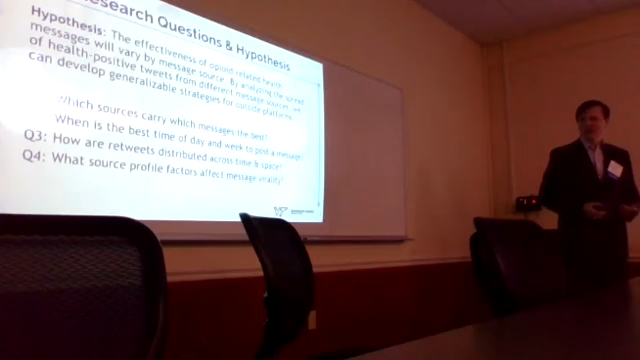 Research Questions & Hypothesis
Hypothesis: The effectiveness of opioid-related health
messages will vary by message source. By analyzing the spread
of health-positive tweets from different message sources, we
can develop generalizable strategies for outside platforms.
Which sources carry which messages the best?
When is the best time of day and week to post a message?
Q3: How are retweets distributed across time & space?
Q4: What source profile factors affect message virality?